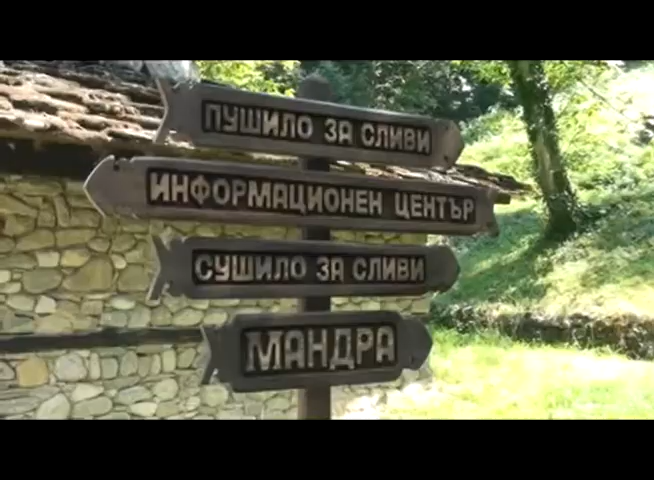 ПУШИЛО ЗА СЛИВИ
ИНФОРМАЦИОНЕН ЦЕНТЪР
СУШИЛО ЗА СЛИВИ
МАНДРА